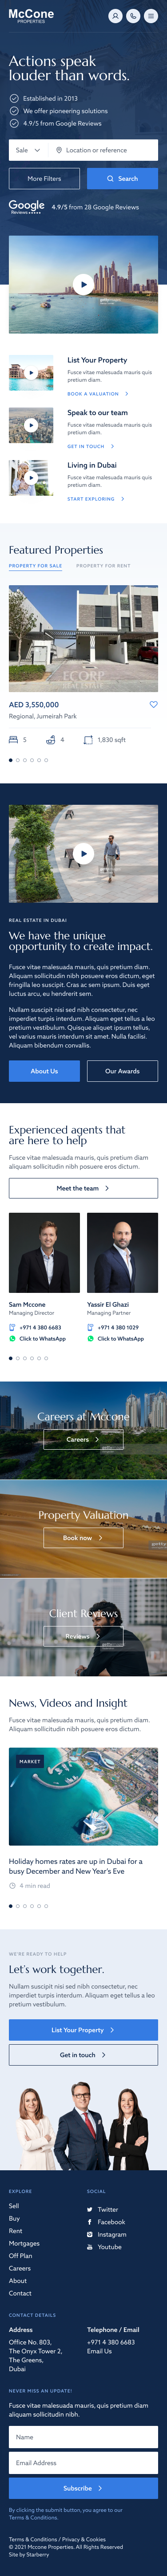 McCone
PROPERTIES
Actions speak
louder than words.
Established in 2013
We offer pioneering solutions
4.9/5 from Google Reviews
Sale
Location or reference
More Filters
Search
Google
Reviews
4.9/5 from 28 Google Reviews
List Your Property
Fusce vitae malesuada mauris quis
pretium diam.
BOOK A VALUATION
Speak to our team
Fusce vitae malesuada mauris quis
pretium diam.
GET IN TOUCH
Living in Dubai
Fusce vitae malesuada mauris quis
pretium diam.
START EXPLORING
Featured Properties
PROPERTY FOR SALE
PROPERTY FOR RENT
ECORP
AED 3,550,000
Regional, Jumeirah Park
5
4
1,830 sqft
REAL ESTATE IN DUBAI
We have the unique
opportunity to create impact.
Fusce vitae malesuada mauris, quis pretium diam.
Aliquam sollicitudin nibh posuere eros dictum, eget
fringilla leo suscipit. Cras ac sem ipsum. Duis eget
luctus arcu, eu hendrerit sem.
Nullam suscipit nisi sed nibh consectetur, nec
imperdit turpis interdum. Aliquam eget tellus a leo
pretium vestibulum. Quisque aliquet ipsum tellus,
vel varius mauris interdum sit amet. Nulla facilisi.
Aliquam bibendum convallis.
About Us
Our Awards
Experienced agents that
are here to help
Fusce vitae malesuada mauris, quis pretium diam
aliquam sollicitudin nibh posuere eros dictum.
Meet the team
Sam Mccone
Managing Director
+971 4 380 6683
Click to WhatsApp
Yassir El Ghazi
Managing Partner
+971 4 380 1029
Click to WhatsApp
Careers at Mccone
Careers
Property Valuation
Book now
Client Reviews
Reviews
News, Videos and Insight
Fusce vitae malesuada mauris, quis pretium diam.
Aliquam sollicitudin nibh posuere eros dictum.
MARKET
Holiday homes rates are up in Dubai for a
busy December and New Year's Eve
4 min read
WE'RE READY TO HELP
Let's work together.
Nullam suscipit nisi sed nibh consectetur, nec
imperdit turpis interdum. Aliquam eget tellus a leo
pretium vestibulum.
List Your Property
Get in touch
EXPLORE
Sell
Buy
Rent
Mortgages
Off Plan
Careers
About
Contact
SOCIAL
Twitter
Facebook
Instagram
Youtube
CONTACT DETAILS
Address
Office No. 803,
The Onyx Tower 2,
The Greens,
Dubai
Telephone / Email
+971 4 380 6683
Email Us
NEVER MISS AN UPDATE!
Fusce vitae malesuada mauris, quis pretium diam
aliquam sollicitudin nibh.
Name
Email Address
Subscribe
By clicking the submit button, you agree to our
Terms & Conditions.
Terms & Conditions / Privacy & Cookies
© 2021 Mccone Properties. All Rights Reserved
Site by Starberry